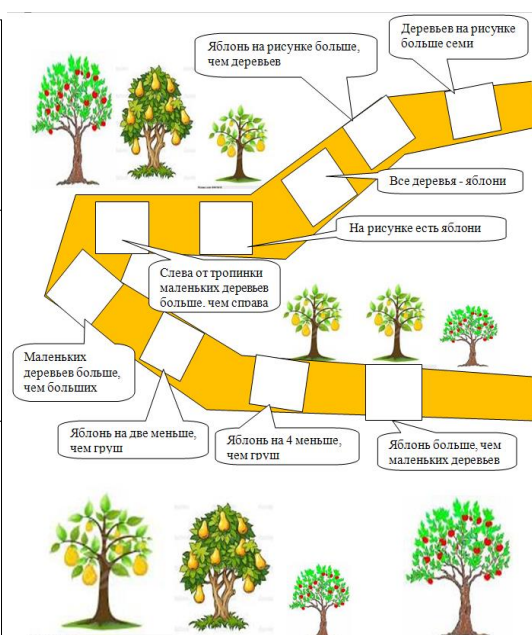 Деревьев на рисунке
больше семи
Яблонь на рисунке больше,
чем деревьев
Все деревья - яблони
На рисунке есть яблони
Слева от тропинки
маленьких деревьев
больше, чем справа
Маленьких
деревьев больше,
чем больших
Яблонь на две меньше,
чем груш
Яблонь на 4 меньше,
чем груш
Яблонь больше, чем
маленьких деревьев